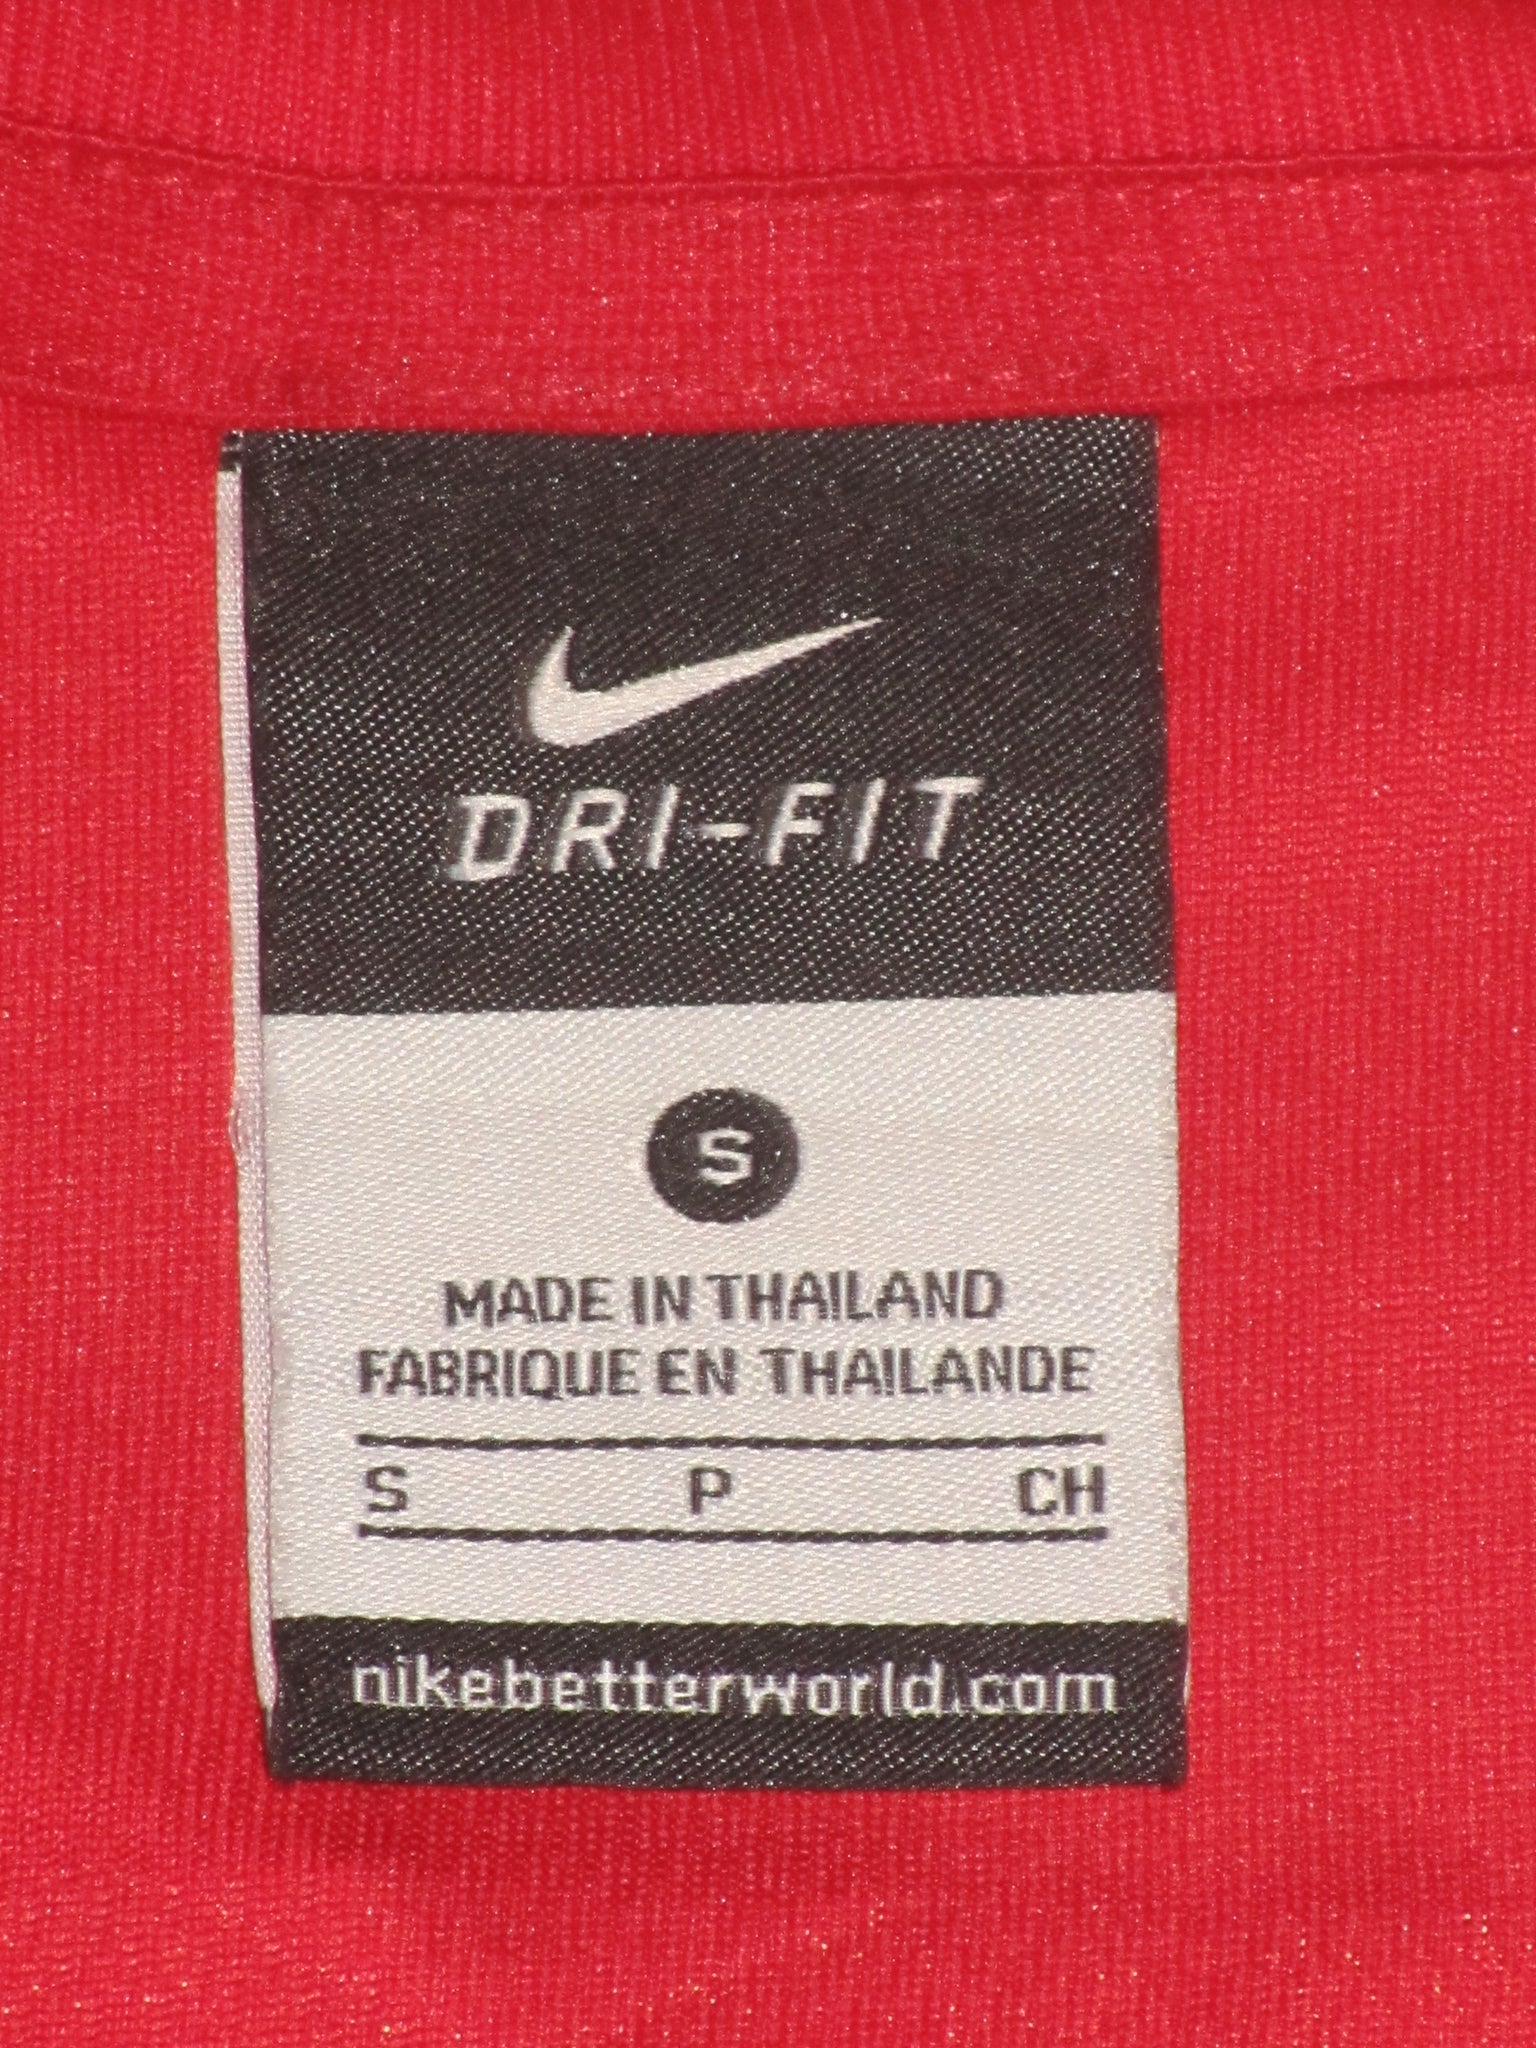 DRI-FIT
S
MADE IN THAILAND
FABRIQUE EN THAILANDE
S P CH
nikebetterworld.com